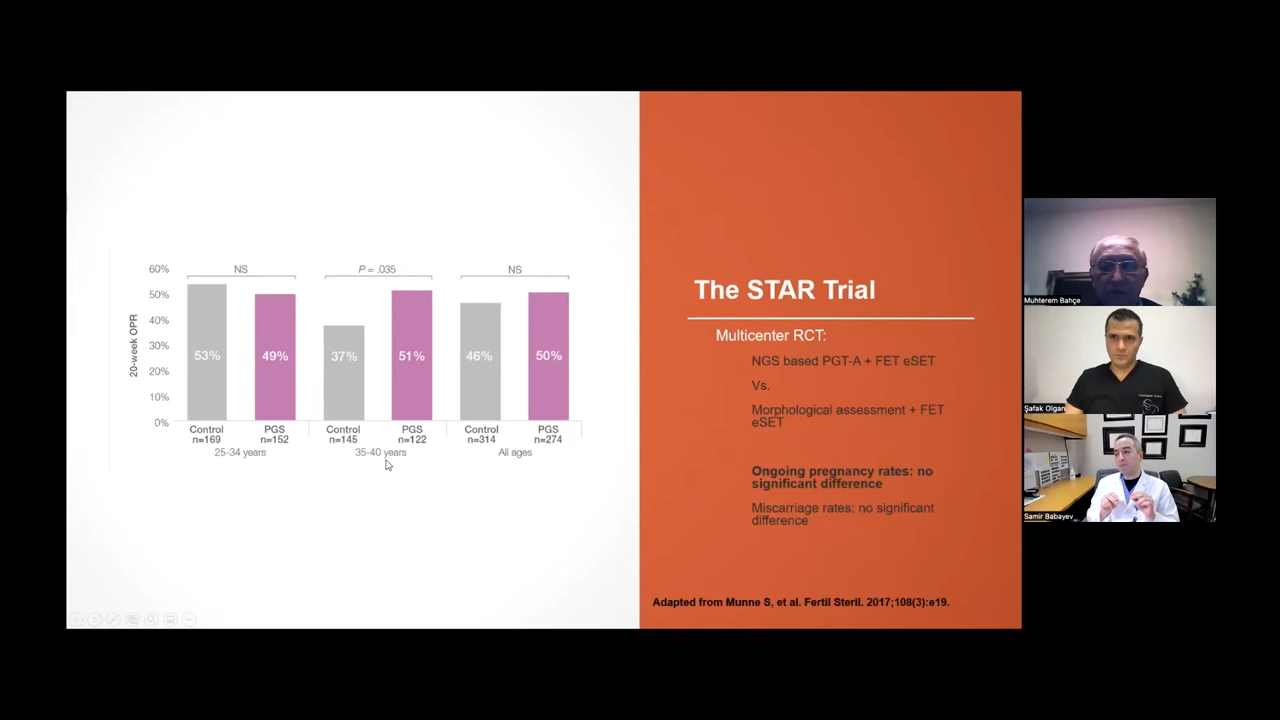 60%
50%
40%
30%
20%
10%
0%
20-week OPR
NS
P = .035
NS
53%
49%
37%
51%
46%
50%
Control
n=169
PGS
n=152
Control
n=145
PGS
n=122
Control
n=314
PGS
n=274
25-34 years
35-40 years
All ages
The STAR Trial
Multicenter RCT:
NGS based PGT-A + FET eSET
Vs.
Morphological assessment + FET
eSET
Ongoing pregnancy rates: no
significant difference
Miscarriage rates: no significant
difference
Adapted from Munne S, et al. Fertil Steril. 2017;108(3):e19.
Muhterem Bahçe
Şafak Olgan
Samir Babayev